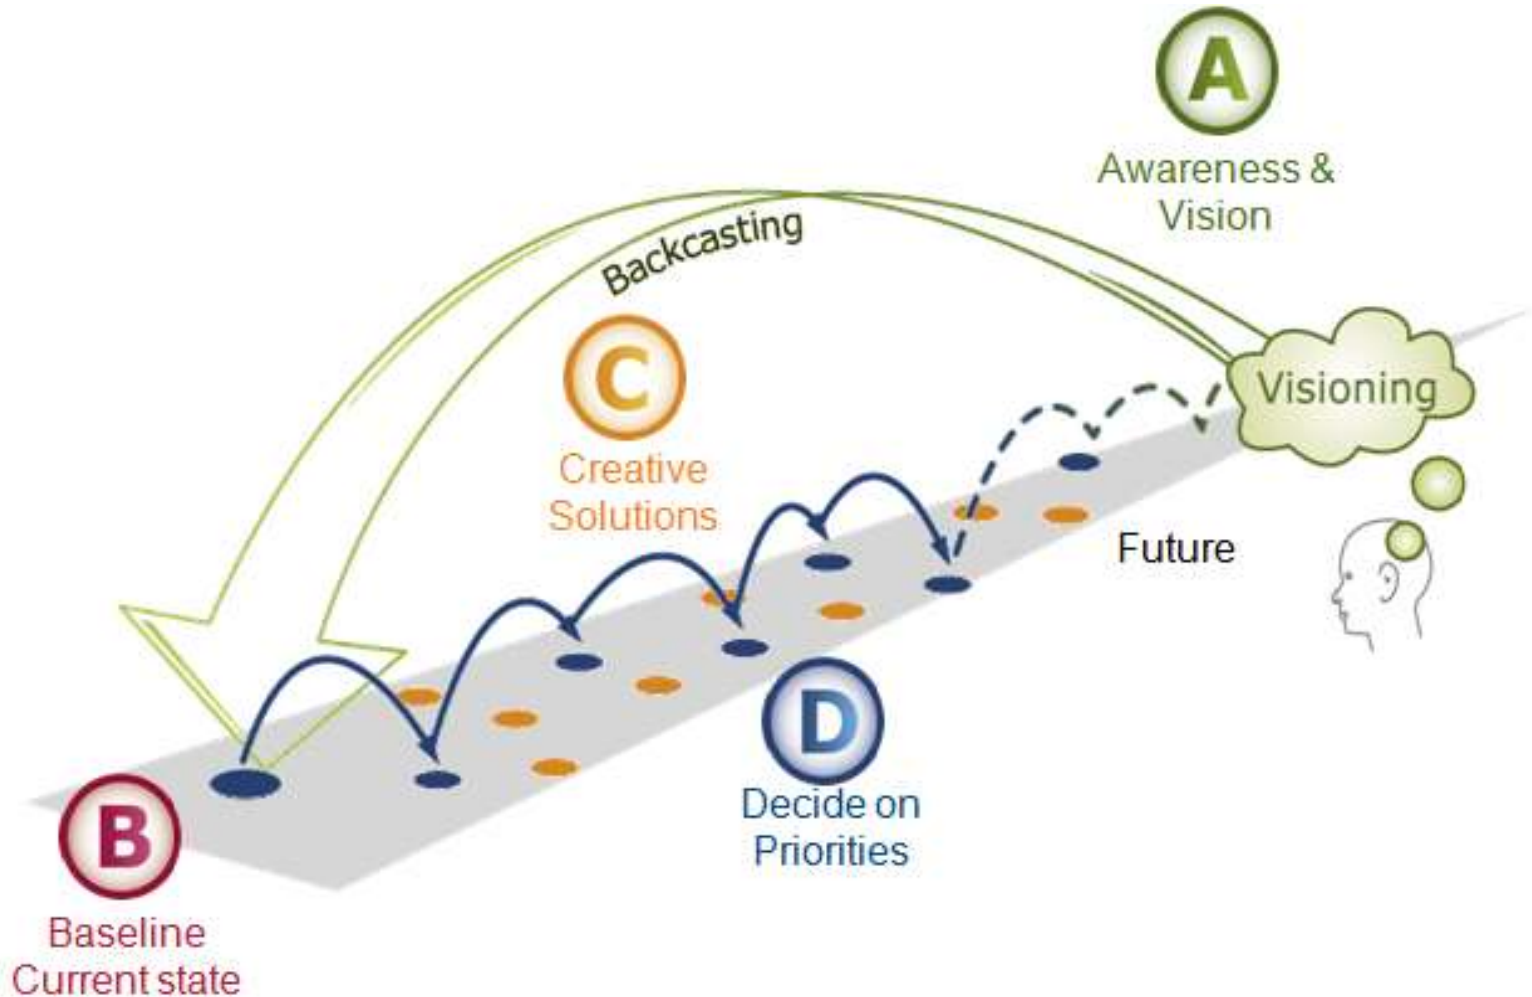 A
Awareness &
Vision
Backcasting
C
Creative
Solutions
Visioning
Future
D
Decide on
Priorities
B
Baseline
Current state